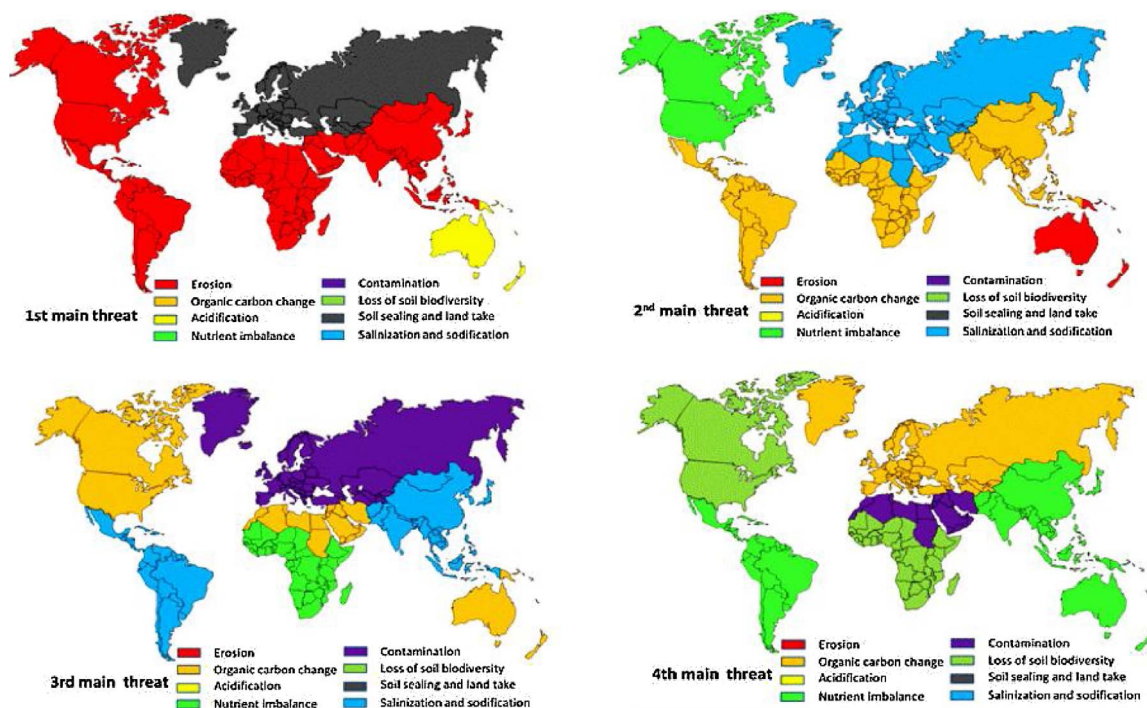 Erosion
Organic carbon change
Acidification
Nutrient imbalance
Contamination
Loss of soil biodiversity
Soil sealing and land take
Salinization and sodification
1st main threat
Erosion
Organic carbon change
Acidification
Nutrient imbalance
Contamination
Loss of soil biodiversity
Soil sealing and land take
Salinization and sodification
2nd main threat
Erosion
Organic carbon change
Acidification
Nutrient imbalance
Contamination
Loss of soil biodiversity
Soil sealing and land take
Salinization and sodification
3rd main threat
Erosion
Organic carbon change
Acidification
Nutrient imbalance
Contamination
Loss of soil biodiversity
Soil sealing and land take
Salinization and sodification
4th main threat